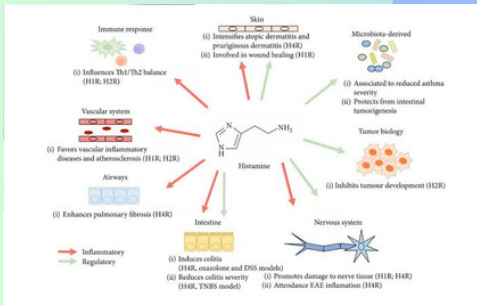 Immune response
(i) Influences Th1/Th2 balance
(H1R; H2R)
Skin
(i) Intensifies atopic dermatitis and
pruriginous dermatitis (H4R)
(ii) Involved in wound healing (H1R)
Microbiota-derived
(i) Associated to reduced asthma
severity
(ii) Protects from intestinal
tumorigenesis
Vascular system
(i) Favors vascular inflammatory
diseases and atherosclerosis (H1R; H2R)
N
N
H
NH2
Histamine
Tumor biology
(i) Inhibits tumour development (H2R)
Airways
(i) Enhances pulmonary fibrosis (H4R)
Intestine
(i) Induces colitis
(H4R, oxazolone and DSS models)
(ii) Reduces colitis severity
(H4R, TNBS model)
Nervous system
(i) Promotes damage to nerve tissue (H1R; H4R)
(ii) Attendance EAE inflamation (H4R)
Inflammatory
Regulatory